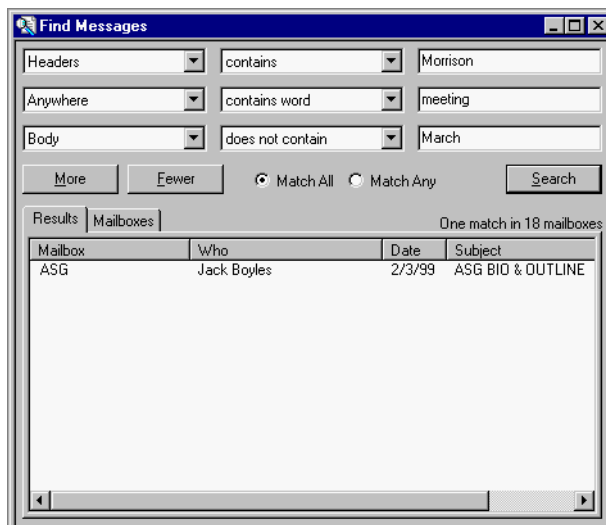 Find Messages
Headers contains Morrison
Anywhere contains word meeting
Body does not contain March
More Fewer Match All Match Any Search
Results Mailboxes One match in 18 mailboxes
Mailbox Who Date Subject
ASG Jack Boyles 2/3/99 ASG BIO & OUTLINE